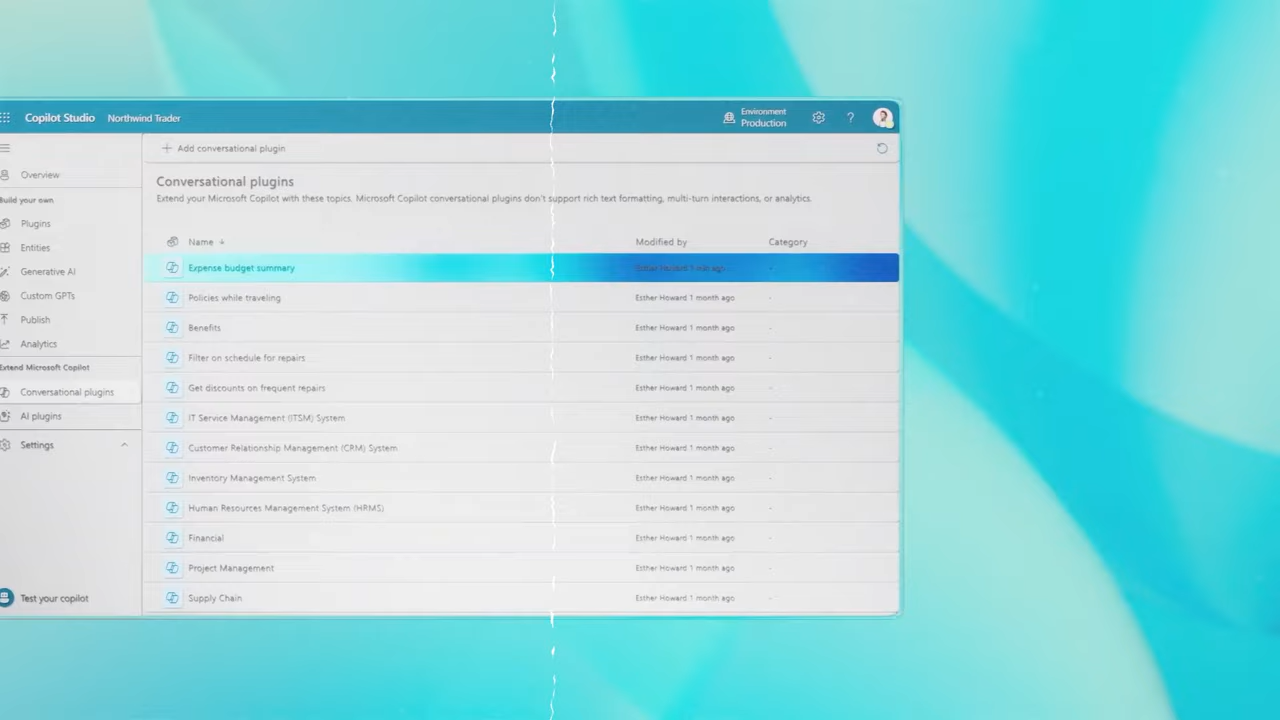 Copilot Studio Northwind Trader Environment Production ?
Add conversational plugin
Overview
Build your own
Plugins
Entities
Generative AI
Custom GPTs
Publish
Analytics
Extend Microsoft Copilot
Conversational plugins
AI plugins
Settings
Test your copilot
Conversational plugins
Extend your Microsoft Copilot with these topics. Microsoft Copilot conversational plugins don't support rich text formatting, multi-turn interactions, or analytics.
Name ↓ Modified by Category
Expense budget summary Esther Howard 1 min ago -
Policies while traveling Esther Howard 1 month ago -
Benefits Esther Howard 1 month ago -
Filter on schedule for repairs Esther Howard 1 month ago -
Get discounts on frequent repairs Esther Howard 1 month ago -
IT Service Management (ITSM) System Esther Howard 1 month ago -
Customer Relationship Management (CRM) System Esther Howard 1 month ago -
Inventory Management System Esther Howard 1 month ago -
Human Resources Management System (HRMS) Esther Howard 1 month ago -
Financial Esther Howard 1 month ago -
Project Management Esther Howard 1 month ago -
Supply Chain Esther Howard 1 month ago -